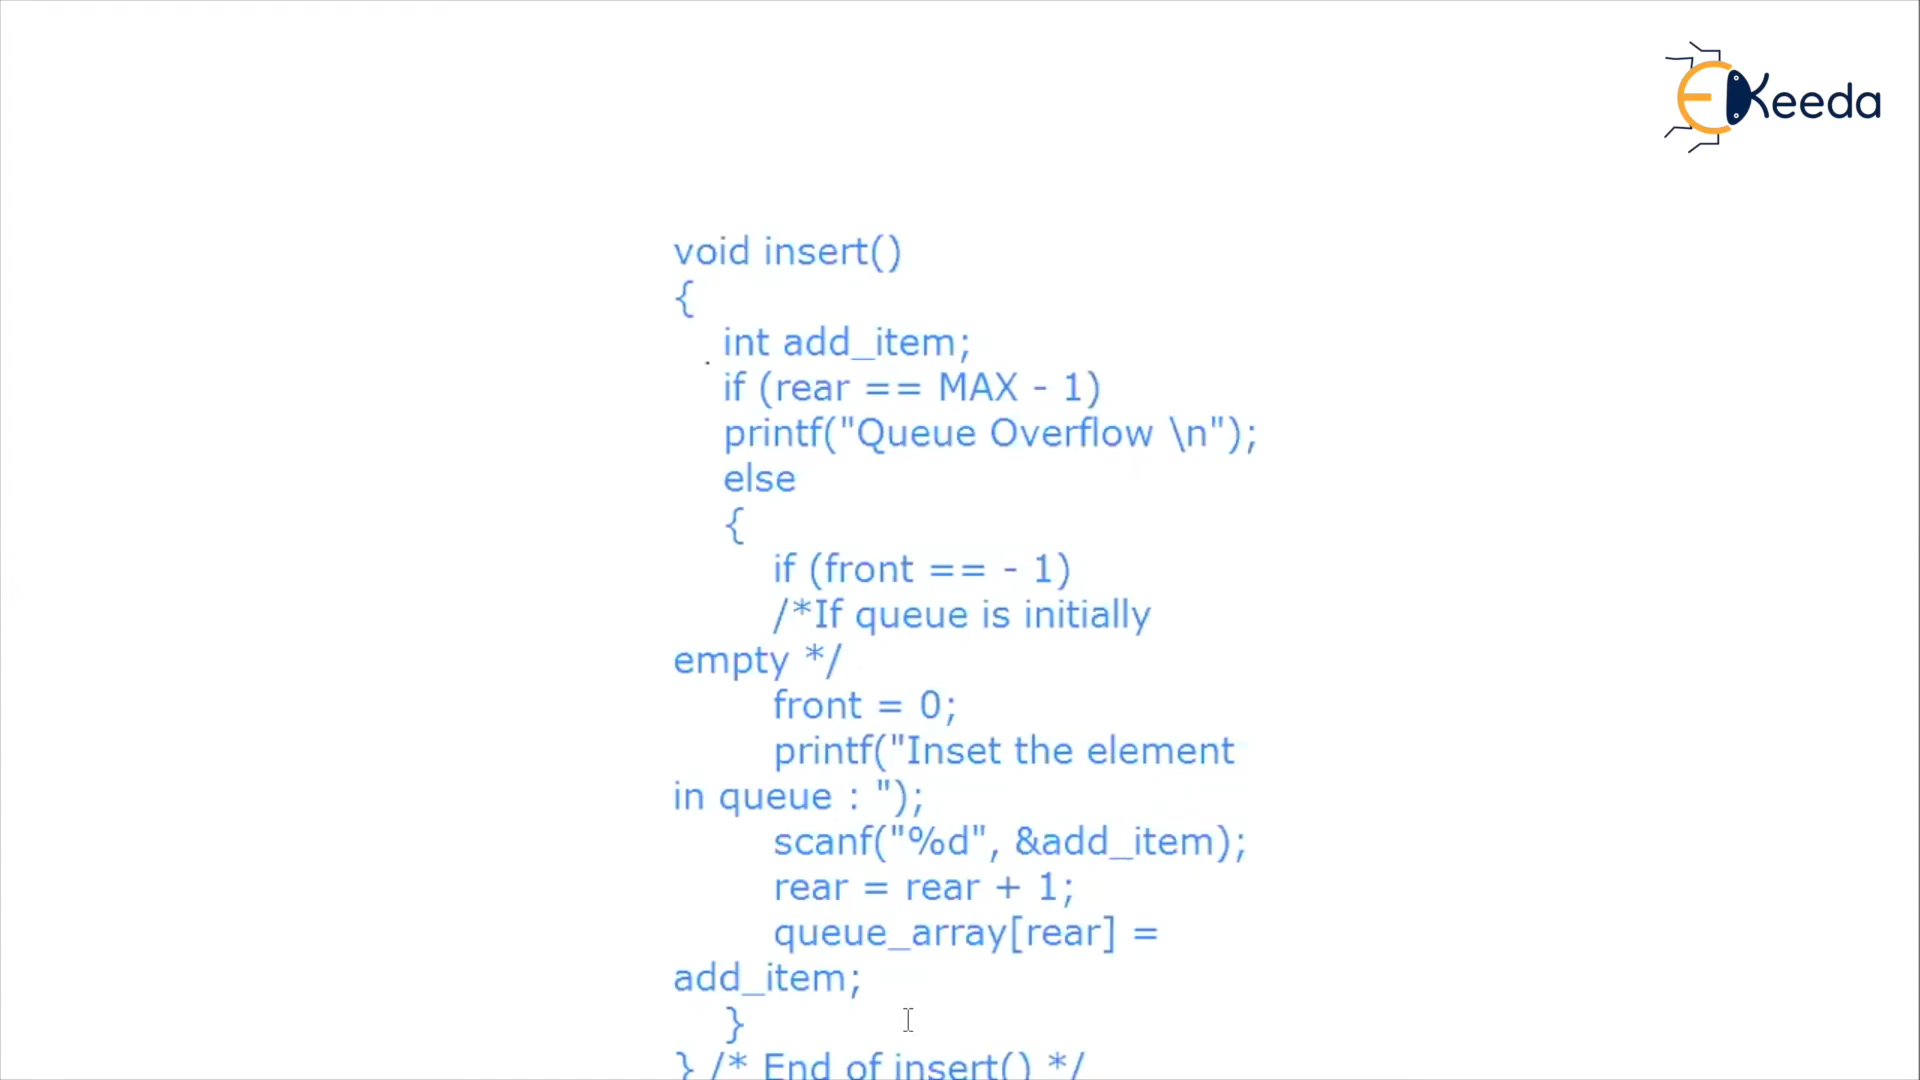 EKeeda
void insert()
{
int add_item;
if (rear == MAX - 1)
printf("Queue Overflow \n");
else
{
if (front == - 1)
/*If queue is initially
empty */
front = 0;
printf("Inset the element
in queue : ");
scanf("%d", &add_item);
rear = rear + 1;
queue_array[rear] =
add_item;
}
} /* End of insert() */